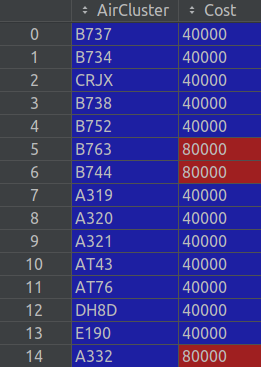 AirCluster Cost
0 B737 40000
1 B734 40000
2 CRJX 40000
3 B738 40000
4 B752 40000
5 B763 80000
6 B744 80000
7 A319 40000
8 A320 40000
9 A321 40000
10 AT43 40000
11 AT76 40000
12 DH8D 40000
13 E190 40000
14 A332 80000